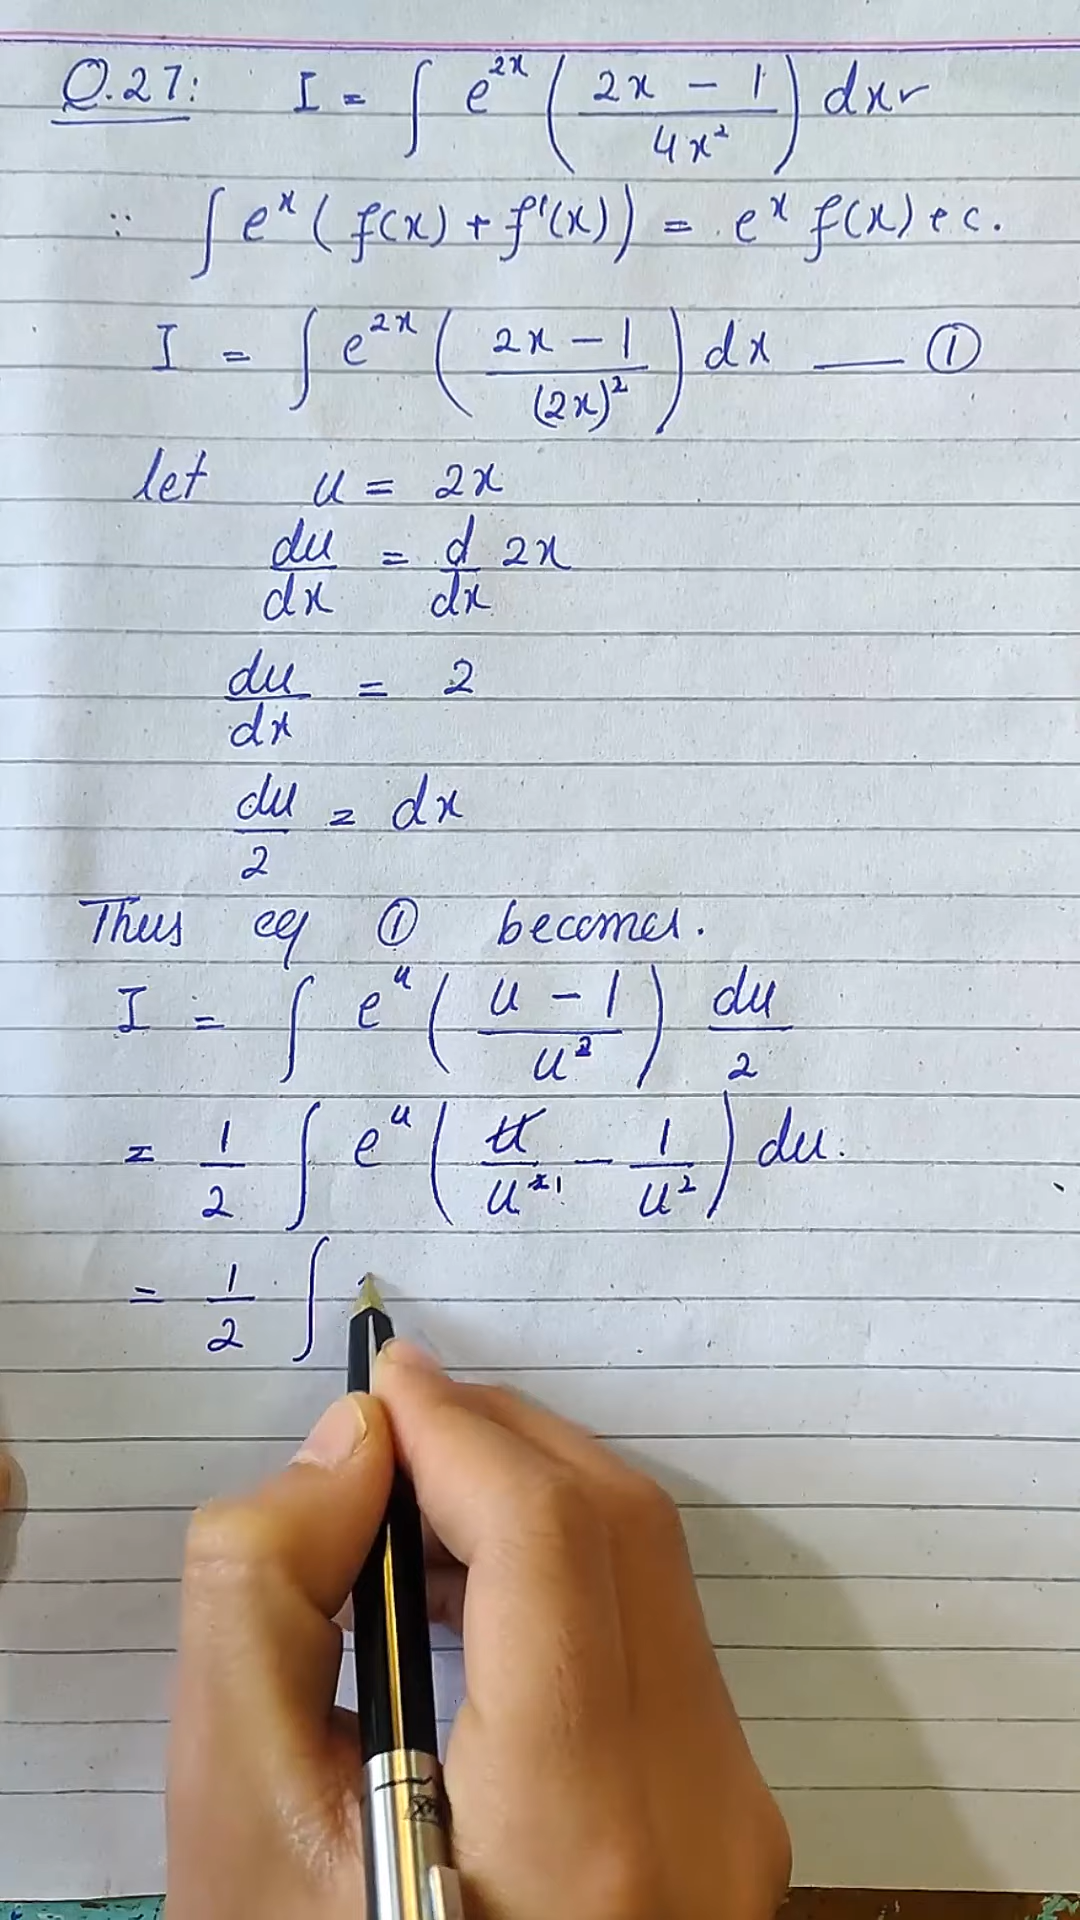 Q.27: I = ∫ e^{2x} ( (2x - 1) / 4x² ) dx
∵ ∫ e^x ( f(x) + f'(x)) = e^x f(x) + c.
I = ∫ e^{2x} ( (2x - 1) / (2x)² ) dx —— ①
let u = 2x
du/dx = d/dx 2x
du/dx = 2
du/2 = dx
Thus eq ① becomes.
I = ∫ e^u ( (u - 1) / u² ) du/2
= 1/2 ∫ e^u ( u/u^{2 1} - 1/u² ) du.
= 1/2 ∫